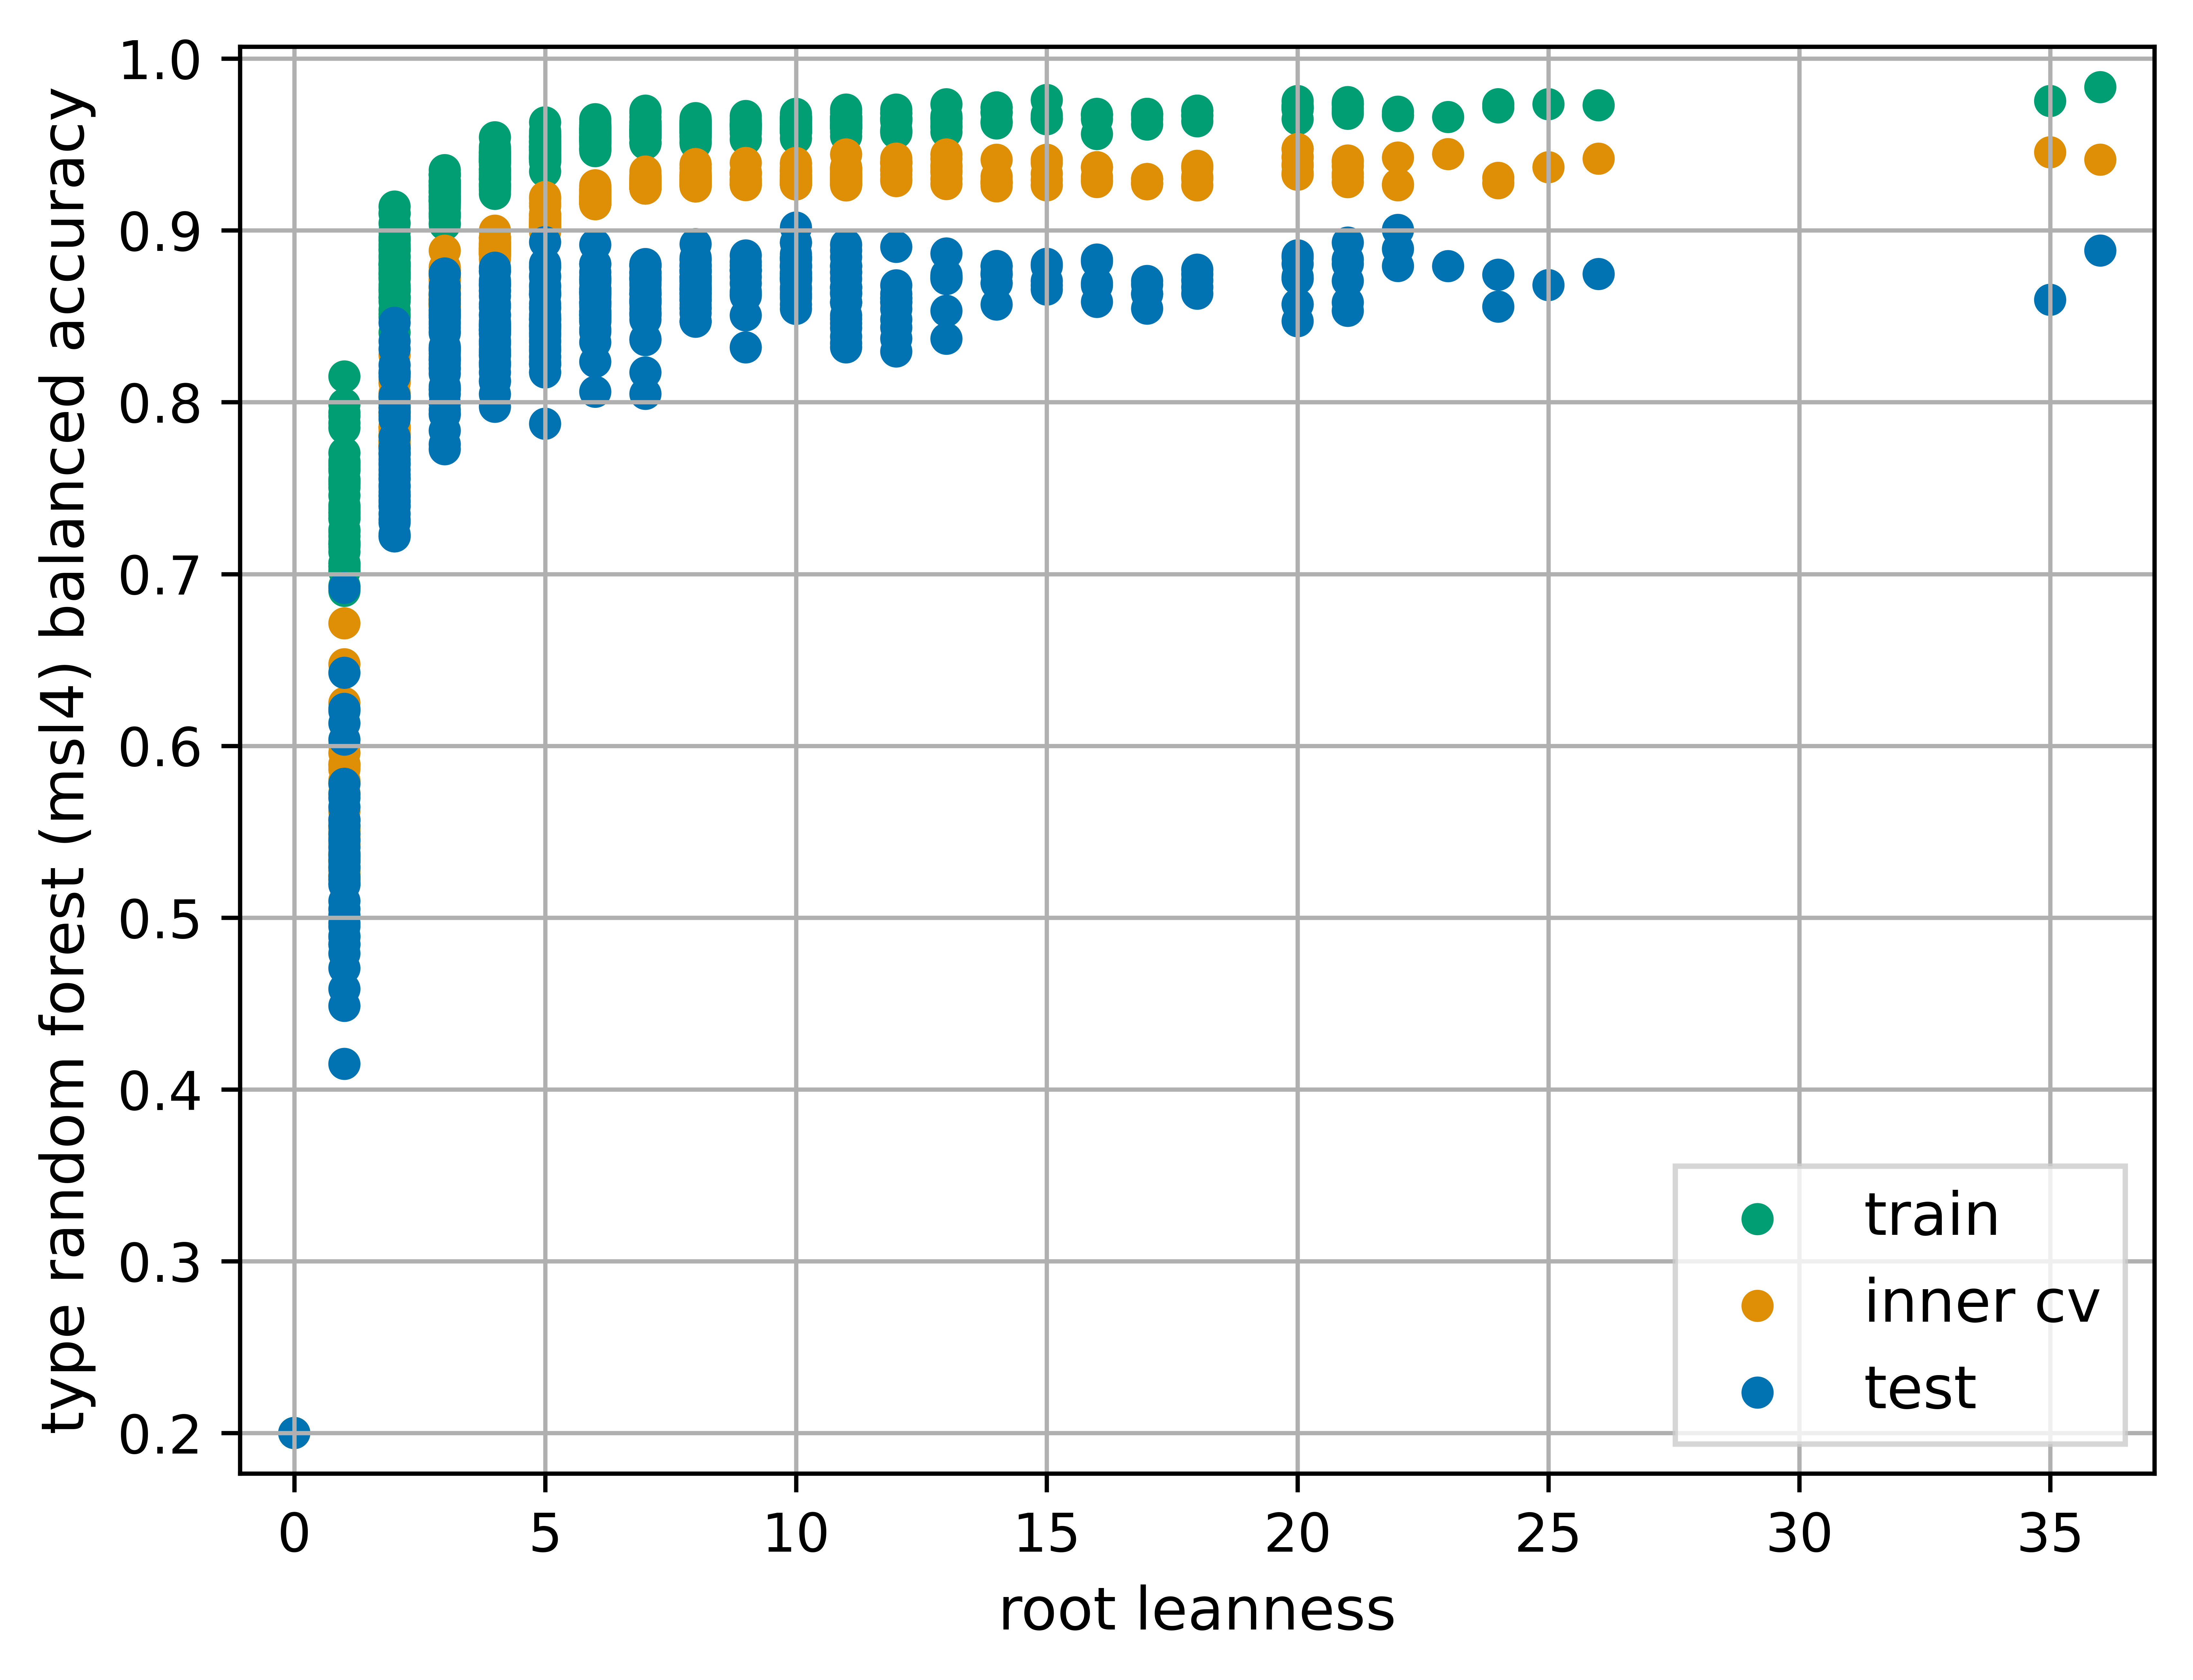 type random forest (msl4) balanced accuracy
1.0
0.9
0.8
0.7
0.6
0.5
0.4
0.3
0.2
train
inner cv
test
0 5 10 15 20 25 30 35
root leanness